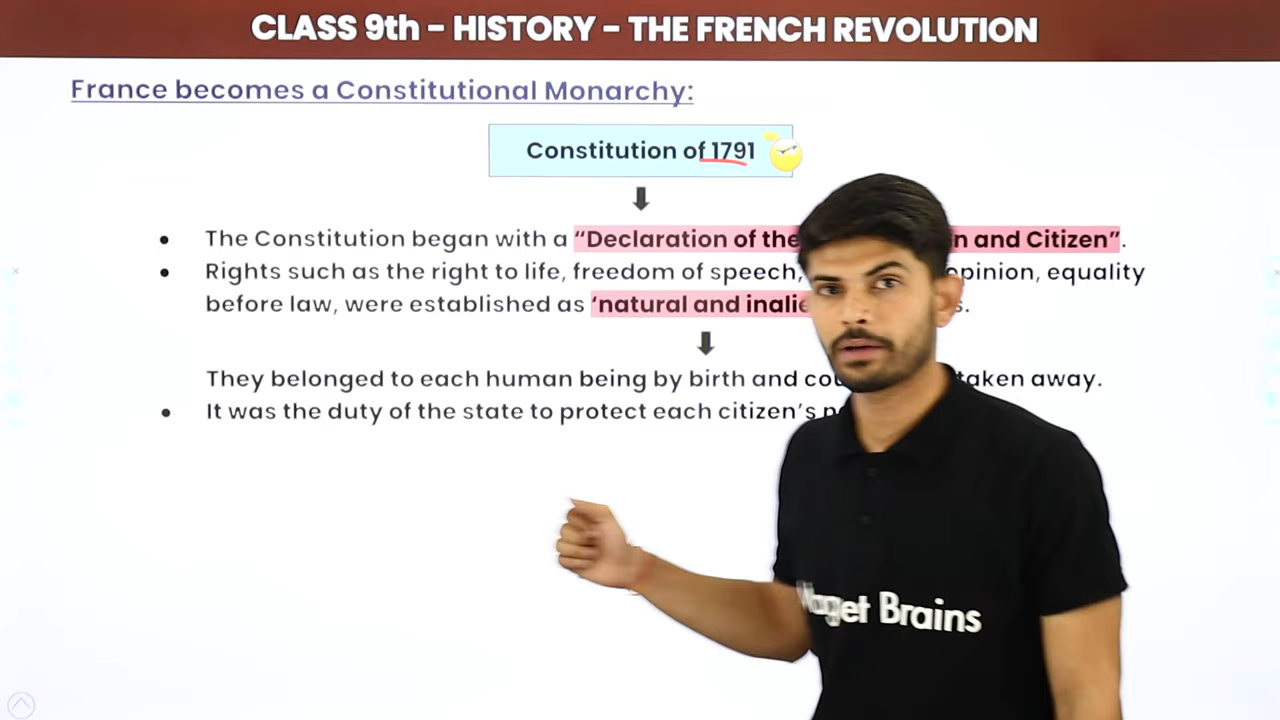 CLASS 9th - HISTORY - THE FRENCH REVOLUTION
France becomes a Constitutional Monarchy:
Constitution of 1791
The Constitution began with a “Declaration of the and Citizen”.
Rights such as the right to life, freedom of speech, opinion, equality
before law, were established as ‘natural and
They belonged to each human being by birth and taken away.
It was the duty of the state to protect each citizen’s
Brains